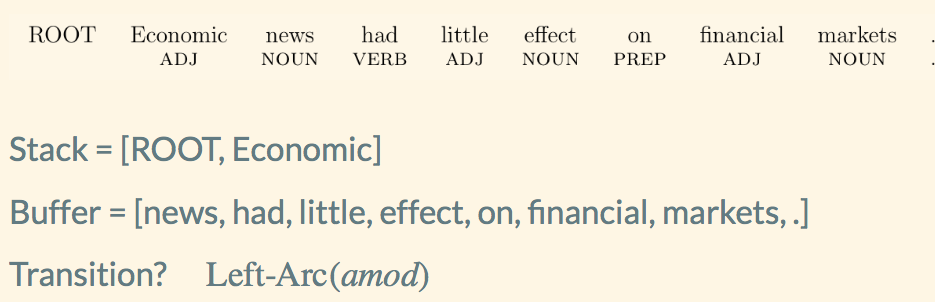 ROOT Economic news had little effect on financial markets .
ADJ NOUN VERB ADJ NOUN PREP ADJ NOUN .
Stack = [ROOT, Economic]
Buffer = [news, had, little, effect, on, financial, markets, .]
Transition? Left-Arc(amod)